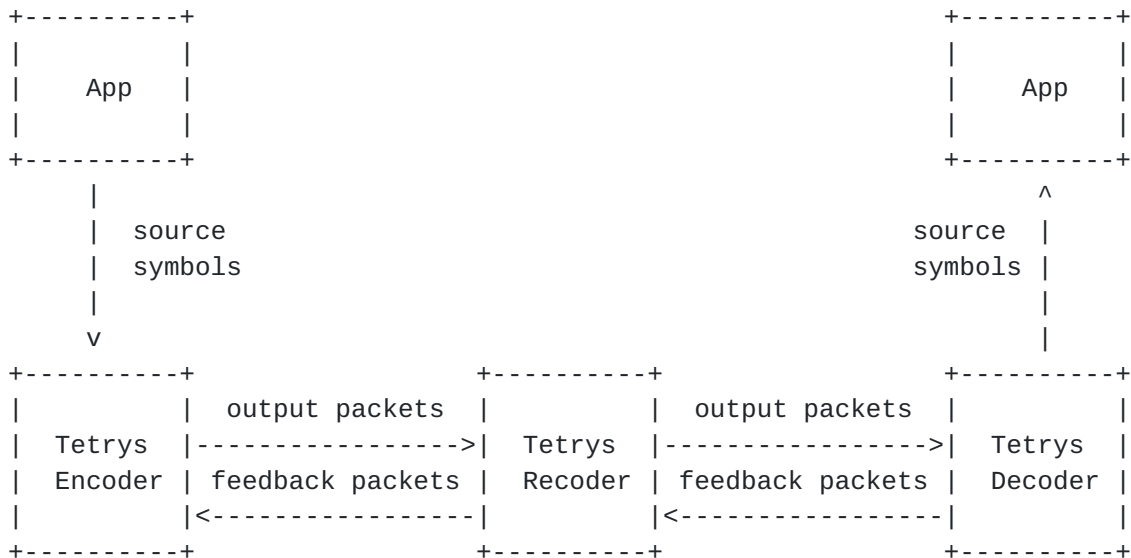 App App
source source
symbols symbols
output packets output packets
Tetrys Tetrys Tetrys
Encoder feedback packets Recoder feedback packets Decoder